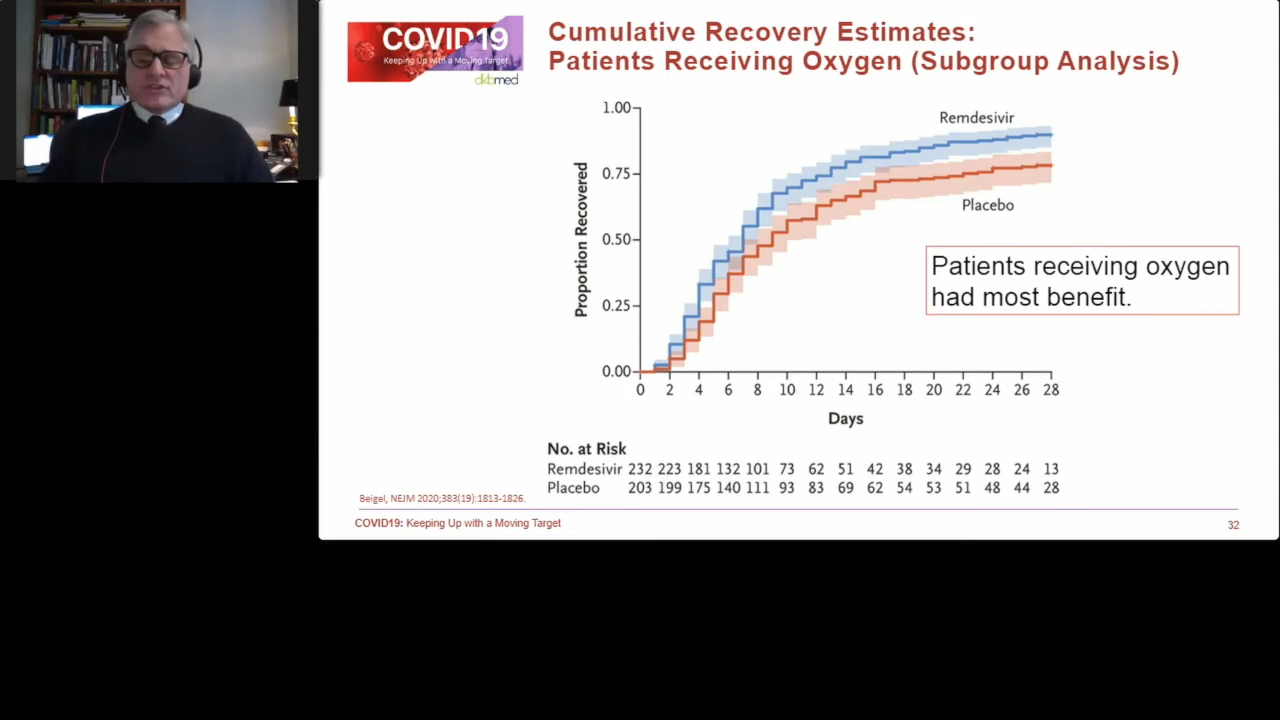 COVID19
Keeping Up with a Moving Target
dkbmed
Cumulative Recovery Estimates:
Patients Receiving Oxygen (Subgroup Analysis)
1.00
0.75
0.50
0.25
0.00
Proportion Recovered
Remdesivir
Placebo
Patients receiving oxygen
had most benefit.
0 2 4 6 8 10 12 14 16 18 20 22 24 26 28
Days
No. at Risk
Remdesivir 232 223 181 132 101 73 62 51 42 38 34 29 28 24 13
Placebo 203 199 175 140 111 93 83 69 62 54 53 51 48 44 28
Beigel, NEJM 2020;383(19):1813-1826.
COVID19: Keeping Up with a Moving Target
32